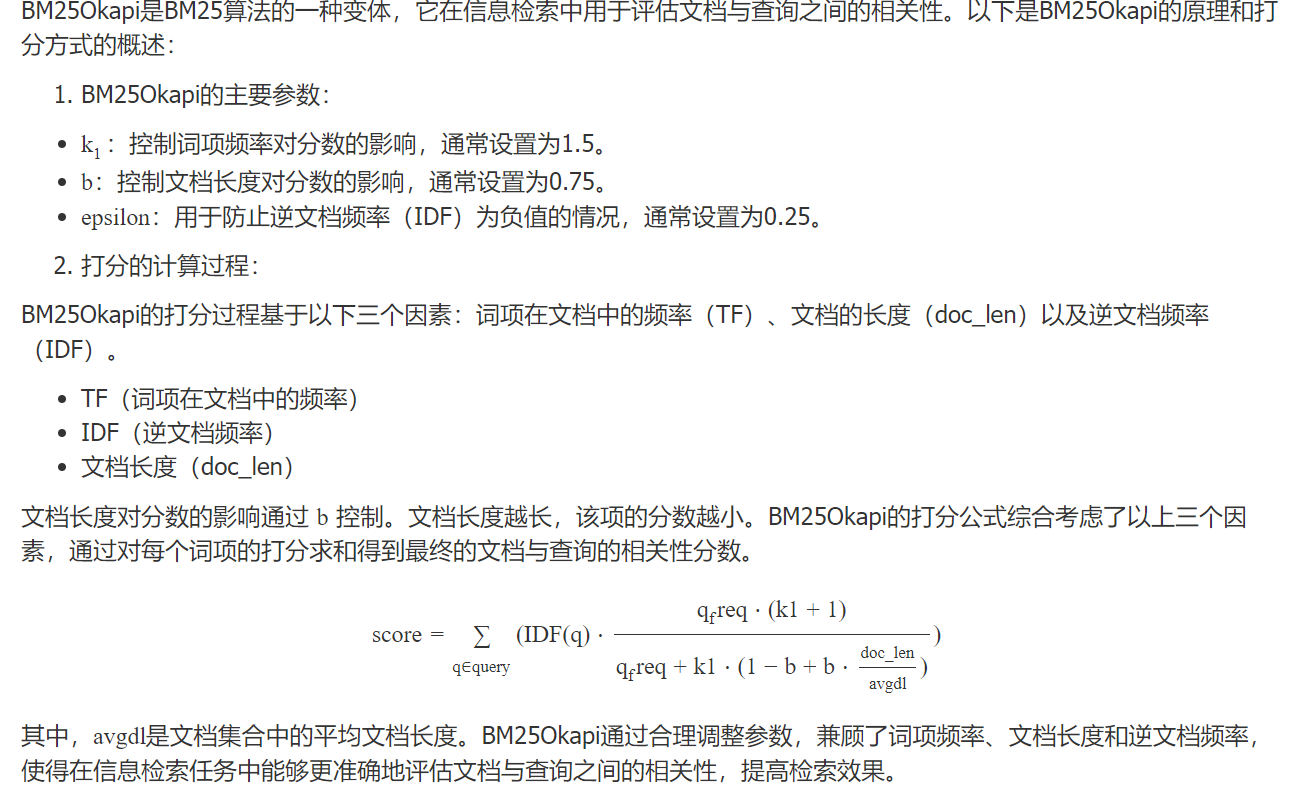 BM25Okapi是BM25算法的一种变体，它在信息检索中用于评估文档与查询之间的相关性。以下是BM25Okapi的原理和打
分方式的概述：
1. BM25Okapi的主要参数：
• k₁：控制词项频率对分数的影响，通常设置为1.5。
• b：控制文档长度对分数的影响，通常设置为0.75。
• epsilon：用于防止逆文档频率（IDF）为负值的情况，通常设置为0.25。
2. 打分的计算过程：
BM25Okapi的打分过程基于以下三个因素：词项在文档中的频率（TF）、文档的长度（doc_len）以及逆文档频率
（IDF）。
• TF（词项在文档中的频率）
• IDF（逆文档频率）
• 文档长度（doc_len）
文档长度对分数的影响通过 b 控制。文档长度越长，该项的分数越小。BM25Okapi的打分公式综合考虑了以上三个因
素，通过对每个词项的打分求和得到最终的文档与查询的相关性分数。
score = ∑_{q∈query} (IDF(q) · \frac{q_f req · (k1 + 1)}{q_f req + k1 · (1 − b + b · \frac{doc_len}{avgdl})})
其中，avgdl是文档集合中的平均文档长度。BM25Okapi通过合理调整参数，兼顾了词项频率、文档长度和逆文档频率，
使得在信息检索任务中能够更准确地评估文档与查询之间的相关性，提高检索效果。